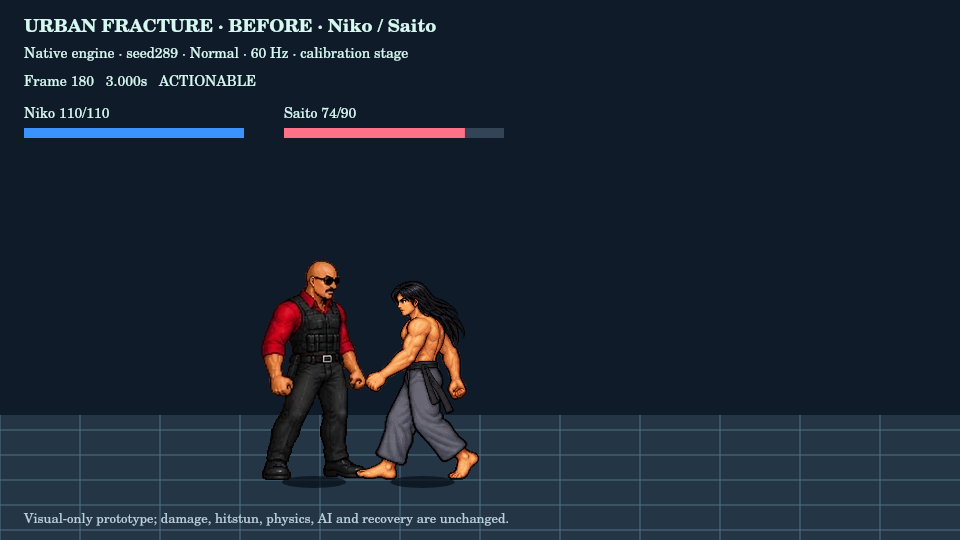 URBAN FRACTURE · BEFORE · Niko / Saito
Native engine · seed289 · Normal · 60 Hz · calibration stage
Frame 180 3.000s ACTIONABLE
Niko 110/110 Saito 74/90
Visual-only prototype; damage, hitstun, physics, AI and recovery are unchanged.